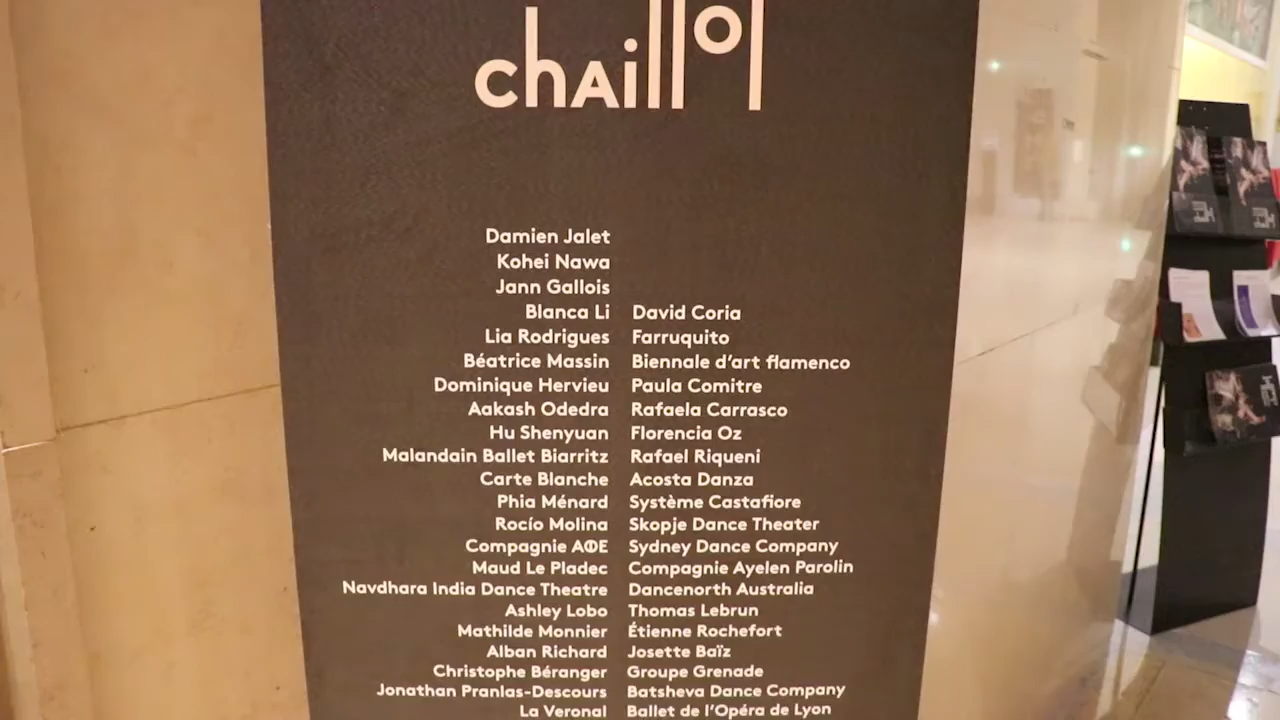 chAillot
Damien Jalet
Kohei Nawa
Jann Gallois
Blanca Li
Lia Rodrigues
Béatrice Massin
Dominique Hervieu
Aakash Odedra
Hu Shenyuan
Malandain Ballet Biarritz
Carte Blanche
Phia Ménard
Rocío Molina
Compagnie AΦE
Maud Le Pladec
Navdhara India Dance Theatre
Ashley Lobo
Mathilde Monnier
Alban Richard
Christophe Béranger
Jonathan Pranlas-Descours
La Veronal
David Coria
Farruquito
Biennale d'art flamenco
Paula Comitre
Rafaela Carrasco
Florencia Oz
Rafael Riqueni
Acosta Danza
Système Castafiore
Skopje Dance Theater
Sydney Dance Company
Compagnie Ayelen Parolin
Dancenorth Australia
Thomas Lebrun
Étienne Rochefort
Josette Baïz
Groupe Grenade
Batsheva Dance Company
Ballet de l'Opéra de Lyon